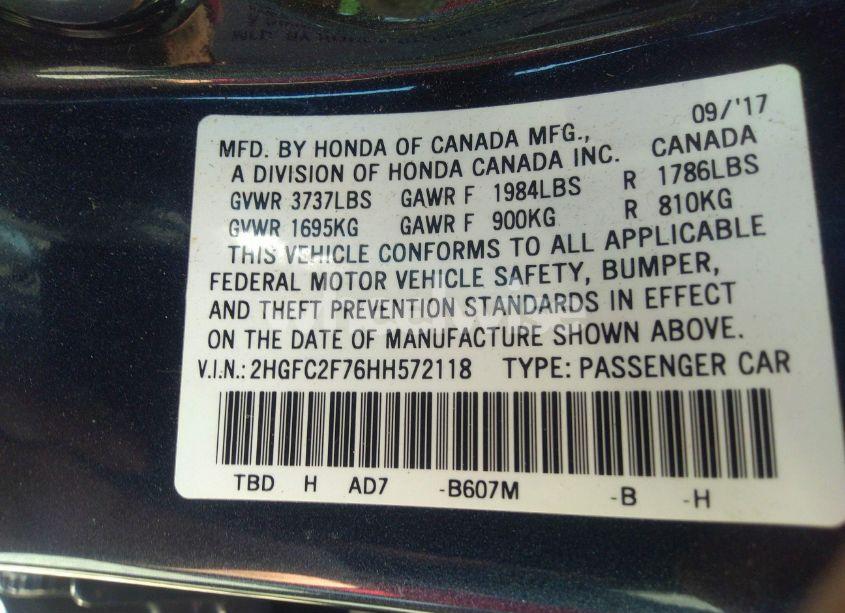 09/'17
MFD. BY HONDA OF CANADA MFG., CANADA
A DIVISION OF HONDA CANADA INC.
GVWR 3737LBS GAWR F 1984LBS R 1786LBS
GVWR 1695KG GAWR F 900KG R 810KG
THIS VEHICLE CONFORMS TO ALL APPLICABLE
FEDERAL MOTOR VEHICLE SAFETY, BUMPER,
AND THEFT PREVENTION STANDARDS IN EFFECT
ON THE DATE OF MANUFACTURE SHOWN ABOVE.
V.I.N.: 2HGFC2F76HH572118 TYPE: PASSENGER CAR
TBD H AD7 -B607M -B -H